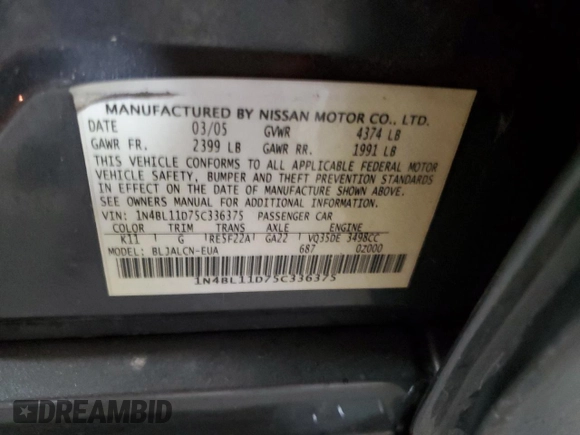 MANUFACTURED BY NISSAN MOTOR CO., LTD.
DATE 03/05 GVWR 4374 LB
GAWR FR. 2399 LB GAWR RR. 1991 LB
THIS VEHICLE CONFORMS TO ALL APPLICABLE FEDERAL MOTOR
VEHICLE SAFETY, BUMPER AND THEFT PREVENTION STANDARDS
IN EFFECT ON THE DATE OF MANUFACTURE SHOWN ABOVE.
SEE OWNERS MANUAL FOR ADDITIONAL INFORMATION
VIN: 1N4BL11D75C336375 PASSENGER CAR
COLOR TRIM TRANS AXLE ENGINE
K11 G RE5F22A GA22 VQ35DE 3498CC
MODEL: BLJALCN-EUA 687 02000
1N4BL11D75C336375
DREAMBID